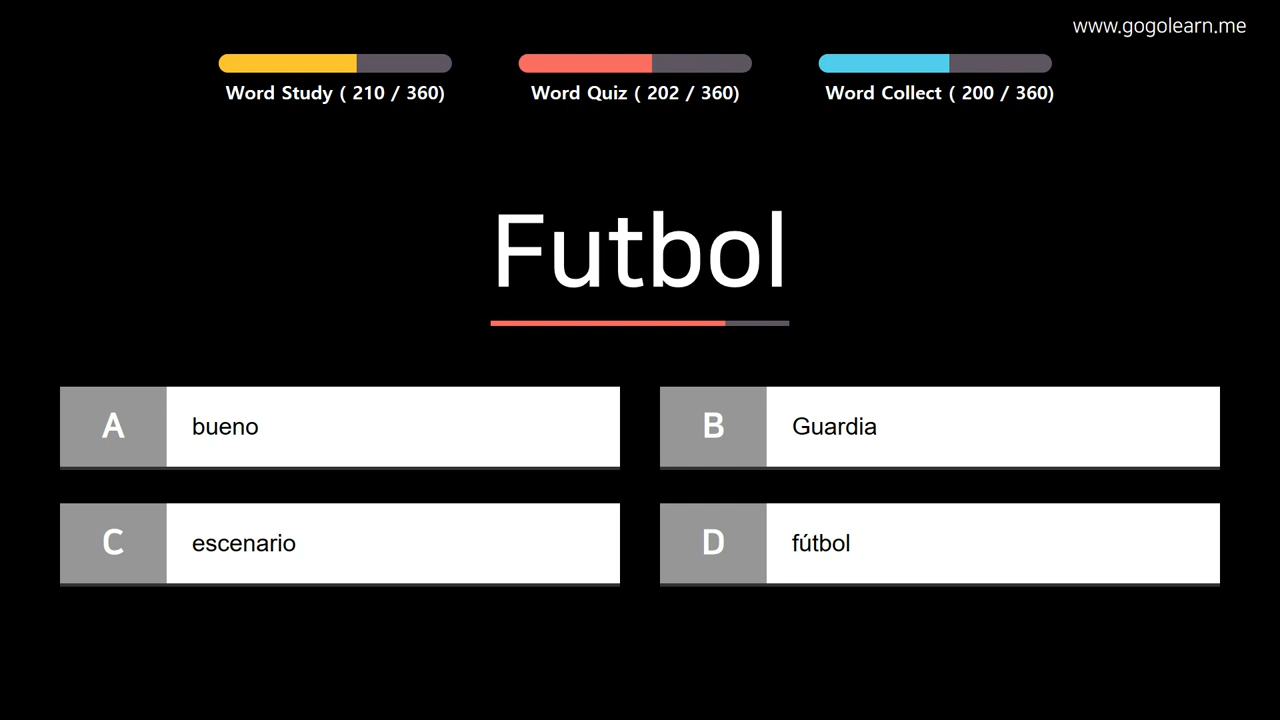 www.gogolearn.me
Word Study ( 210 / 360)
Word Quiz ( 202 / 360)
Word Collect ( 200 / 360)
Futbol
A bueno
B Guardia
C escenario
D fútbol